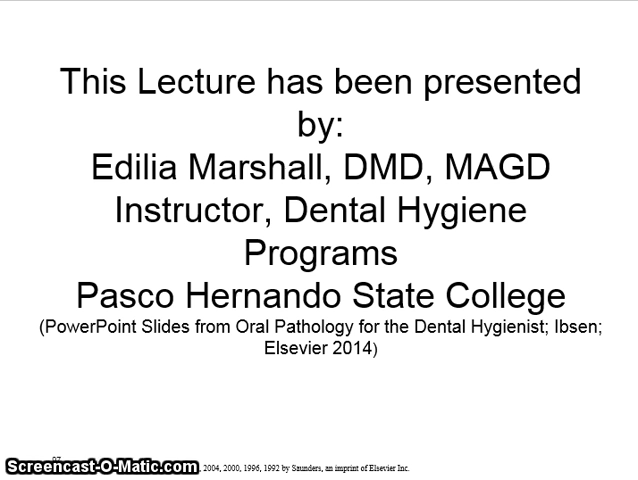 This Lecture has been presented
by:
Edilia Marshall, DMD, MAGD
Instructor, Dental Hygiene
Programs
Pasco Hernando State College
(PowerPoint Slides from Oral Pathology for the Dental Hygienist; Ibsen;
Elsevier 2014)
Screencast-O-Matic.com , 2004, 2000, 1996, 1992 by Saunders, an imprint of Elsevier Inc.